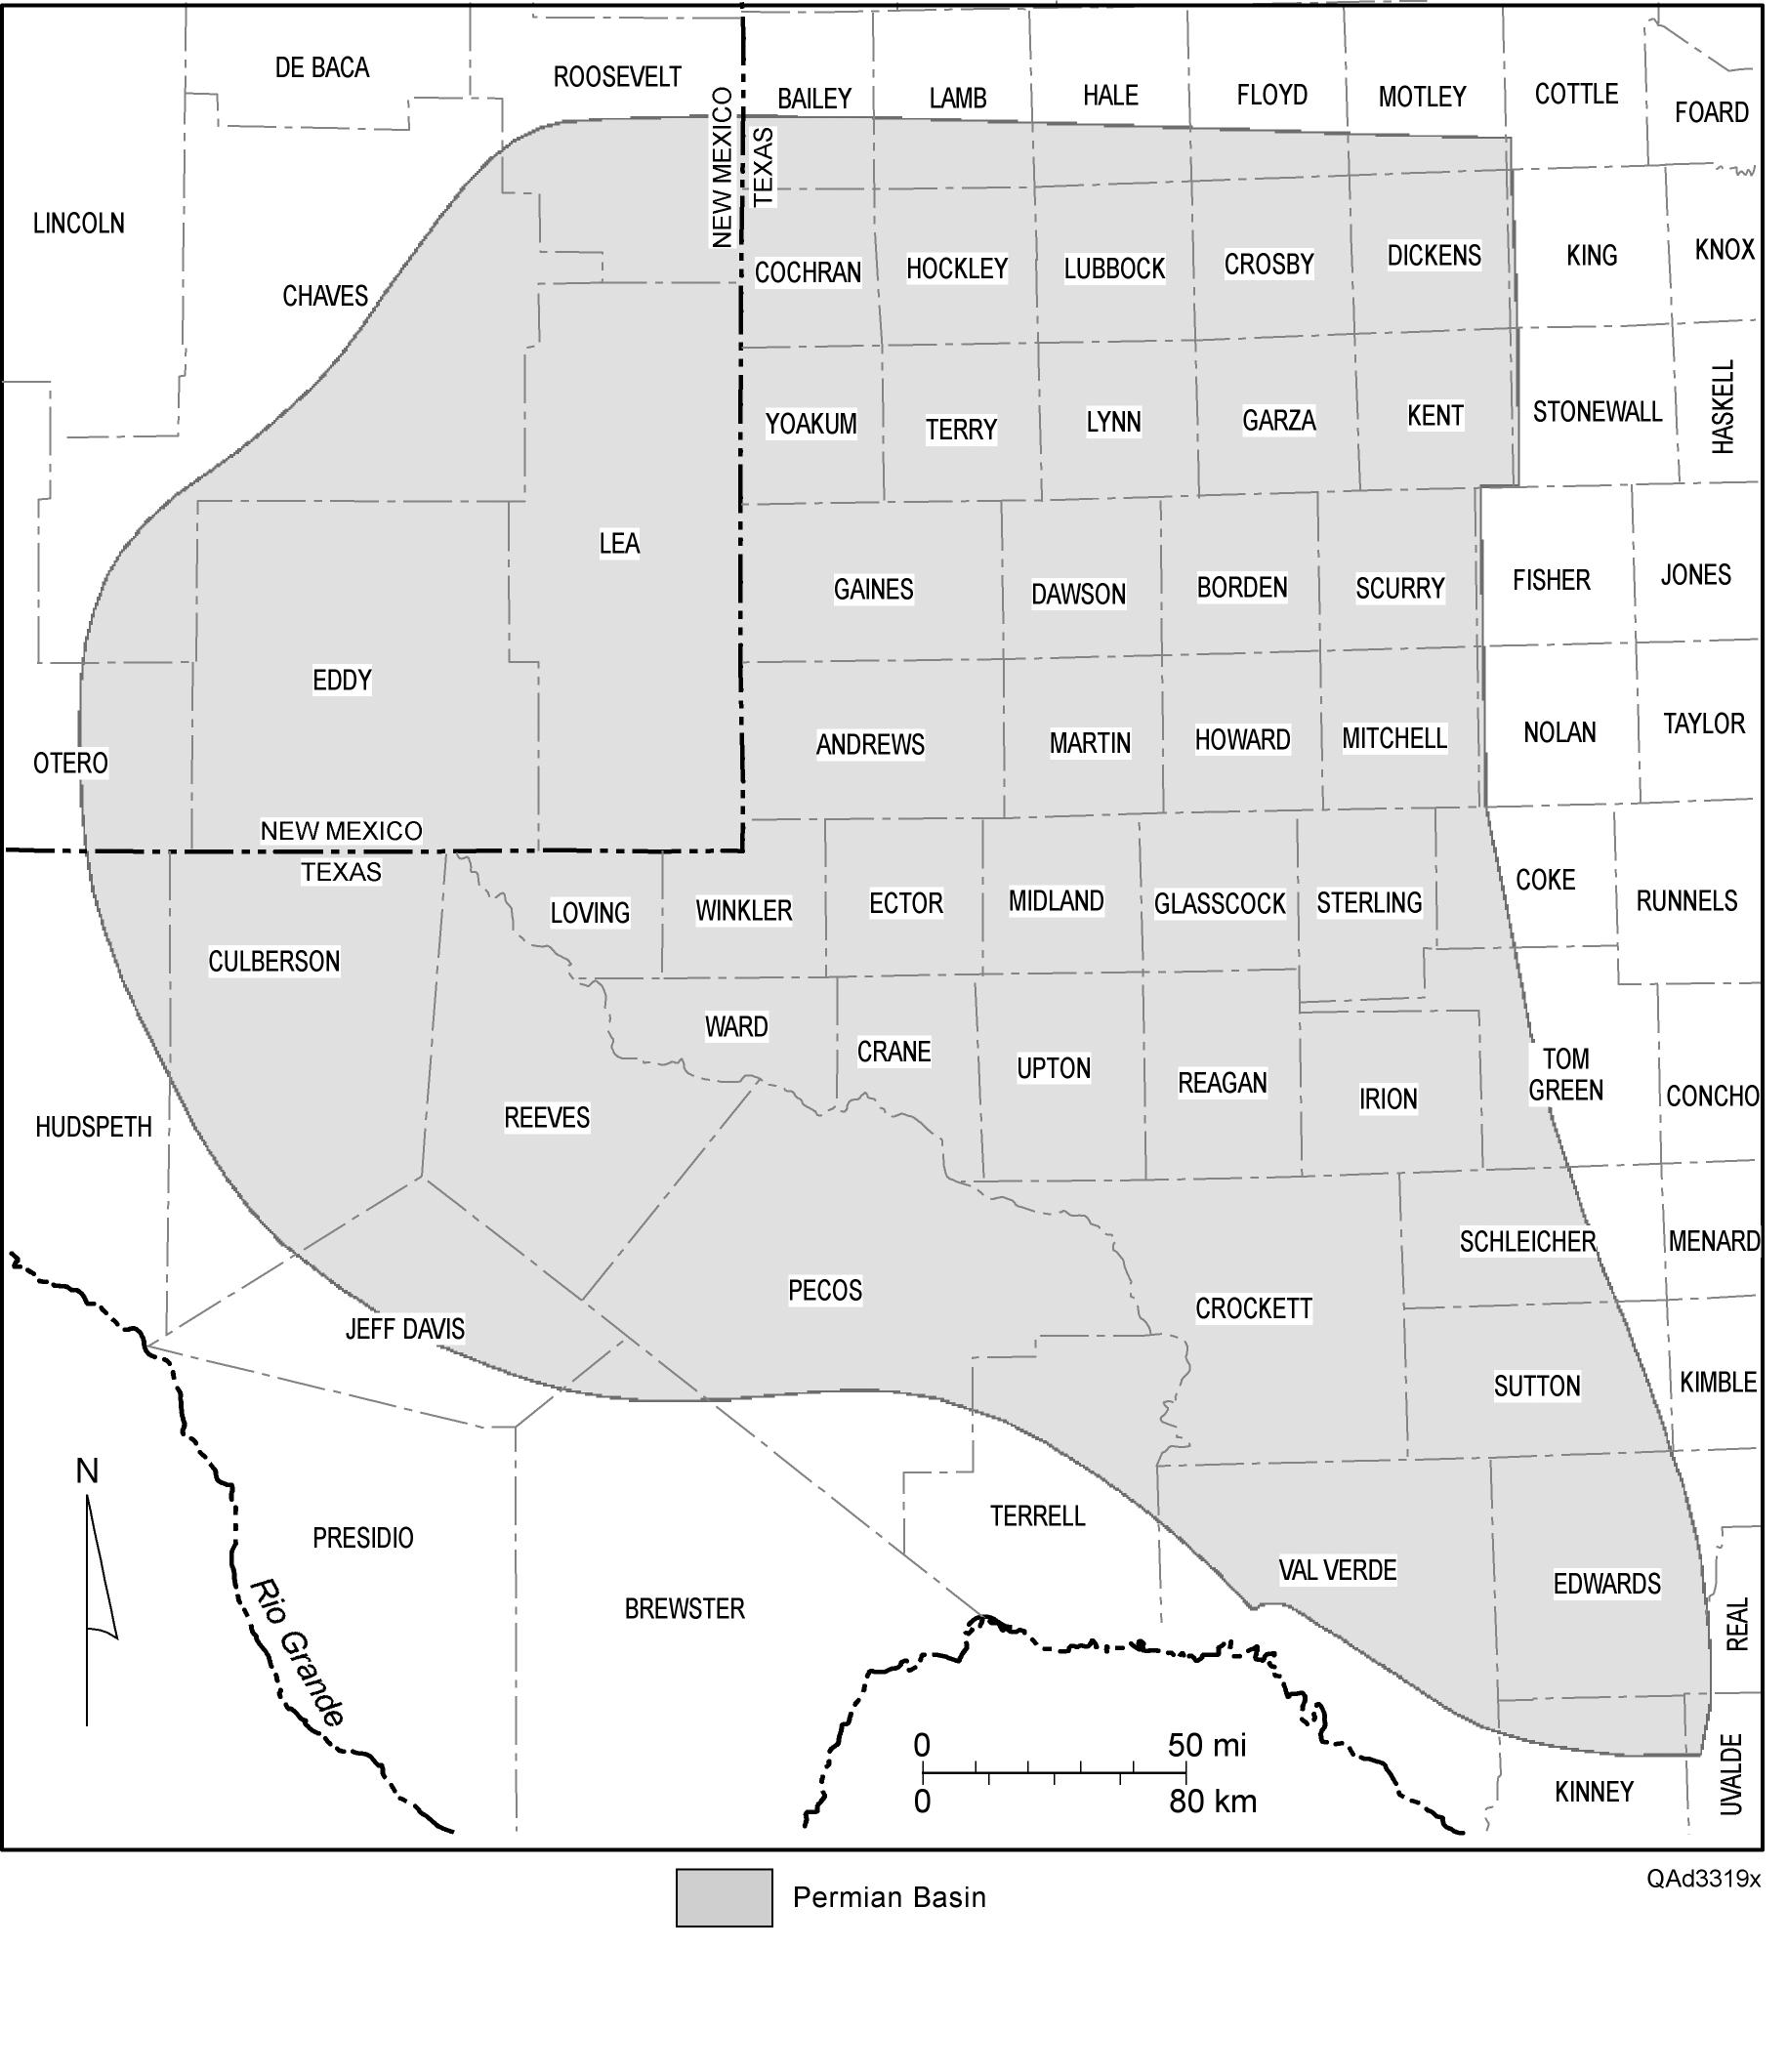 DE BACA
ROOSEVELT
BAILEY
LAMB
HALE
FLOYD
MOTLEY
COTTLE
FOARD
NEW MEXICO
TEXAS
LINCOLN
CHAVES
COCHRAN
HOCKLEY
LUBBOCK
CROSBY
DICKENS
KING
KNOX
YOAKUM
TERRY
LYNN
GARZA
KENT
STONEWALL
HASKELL
LEA
GAINES
DAWSON
BORDEN
SCURRY
FISHER
JONES
EDDY
OTERO
ANDREWS
MARTIN
HOWARD
MITCHELL
NOLAN
TAYLOR
NEW MEXICO
TEXAS
LOVING
WINKLER
ECTOR
MIDLAND
GLASSCOCK
STERLING
COKE
RUNNELS
CULBERSON
WARD
CRANE
UPTON
REAGAN
IRION
TOM
GREEN
CONCHO
HUDSPETH
REEVES
PECOS
CROCKETT
SCHLEICHER
MENARD
JEFF DAVIS
SUTTON
KIMBLE
N
PRESIDIO
BREWSTER
TERRELL
VAL VERDE
EDWARDS
REAL
Rio Grande
0 50 mi
0 80 km
KINNEY
UVALDE
QAd3319x
Permian Basin